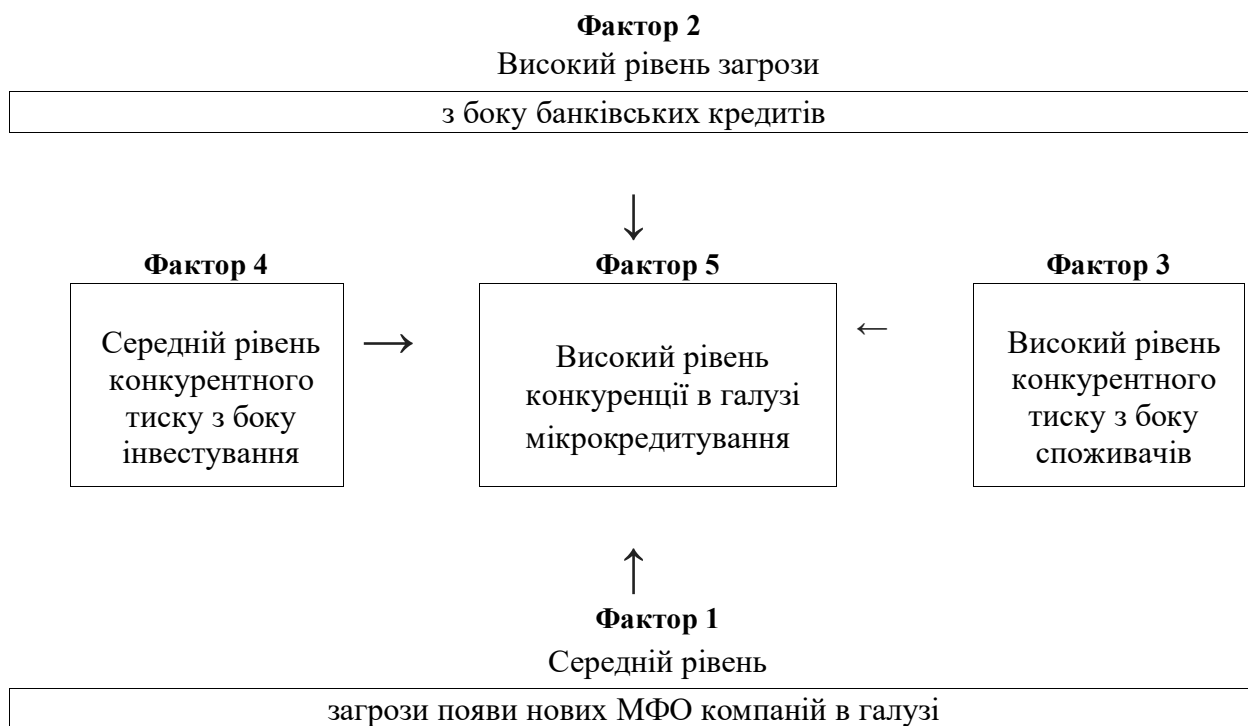 Фактор 2
Високий рівень загрози
з боку банківських кредитів
↓
Фактор 4
Середній рівень
конкурентного
тиску з боку
інвестування
→
Фактор 5
Високий рівень
конкуренції в галузі
мікрокредитування
←
Фактор 3
Високий рівень
конкурентного
тиску з боку
споживачів
↑
Фактор 1
Середній рівень
загрози появи нових МФО компаній в галузі